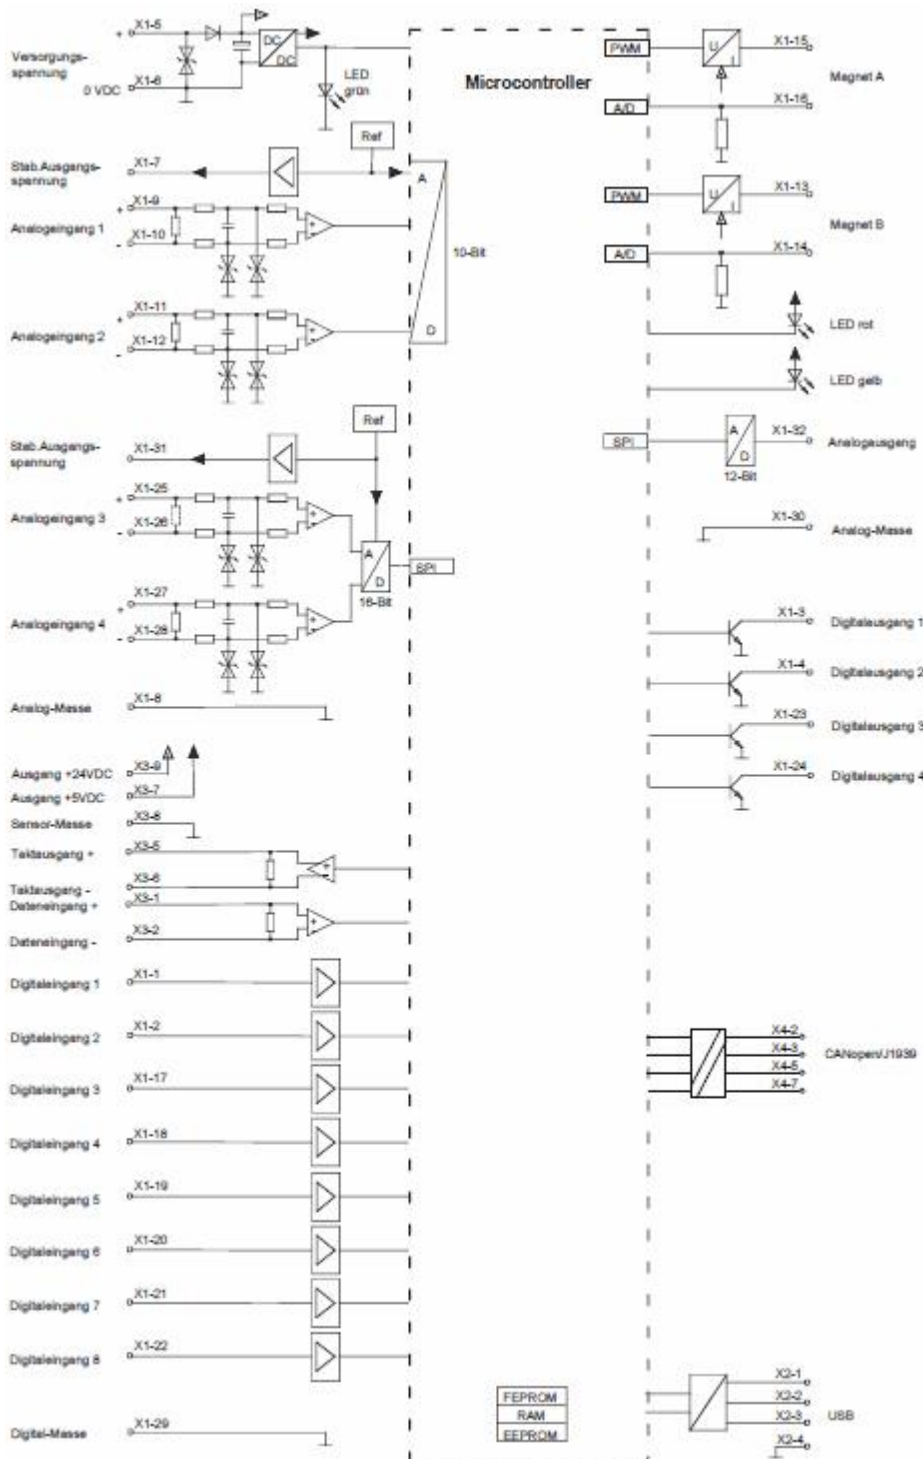 X1-5
+
Versorgungs-
spannung
X1-6
0 VDC
DC
DC
LED
grün
Ref
Stab.Ausgangs-
spannung
X1-7
A
10-Bit
D
X1-9
+
Analogeingang 1
X1-10
-
+
-
X1-11
+
Analogeingang 2
X1-12
-
+
-
Ref
Stab.Ausgangs-
spannung
X1-31
X1-25
+
Analogeingang 3
X1-26
-
+
-
A
D
16-Bit
SPI
X1-27
+
Analogeingang 4
X1-28
-
+
-
X1-8
Analog-Masse
X3-9
Ausgang +24VDC
X3-7
Ausgang +5VDC
X3-8
Sensor-Masse
X3-5
Taktausgang +
+
X3-6
Taktausgang -
X3-1
Dateneingang +
+
X3-2
Dateneingang -
X1-1
Digitaleingang 1
X1-2
Digitaleingang 2
X1-17
Digitaleingang 3
X1-18
Digitaleingang 4
X1-19
Digitaleingang 5
X1-20
Digitaleingang 6
X1-21
Digitaleingang 7
X1-22
Digitaleingang 8
X1-29
Digital-Masse
Microcontroller
FEPROM
RAM
EEPROM
PWM
U
I
X1-15
Magnet A
A/D
X1-16
PWM
U
I
X1-13
Magnet B
A/D
X1-14
LED rot
LED gelb
SPI
A
D
12-Bit
X1-32
Analogausgang
X1-30
Analog-Masse
X1-3
Digitalausgang 1
X1-4
Digitalausgang 2
X1-23
Digitalausgang 3
X1-24
Digitalausgang 4
X4-2
X4-3
CANopen/J1939
X4-5
X4-7
X2-1
X2-2
X2-3
USB
X2-4